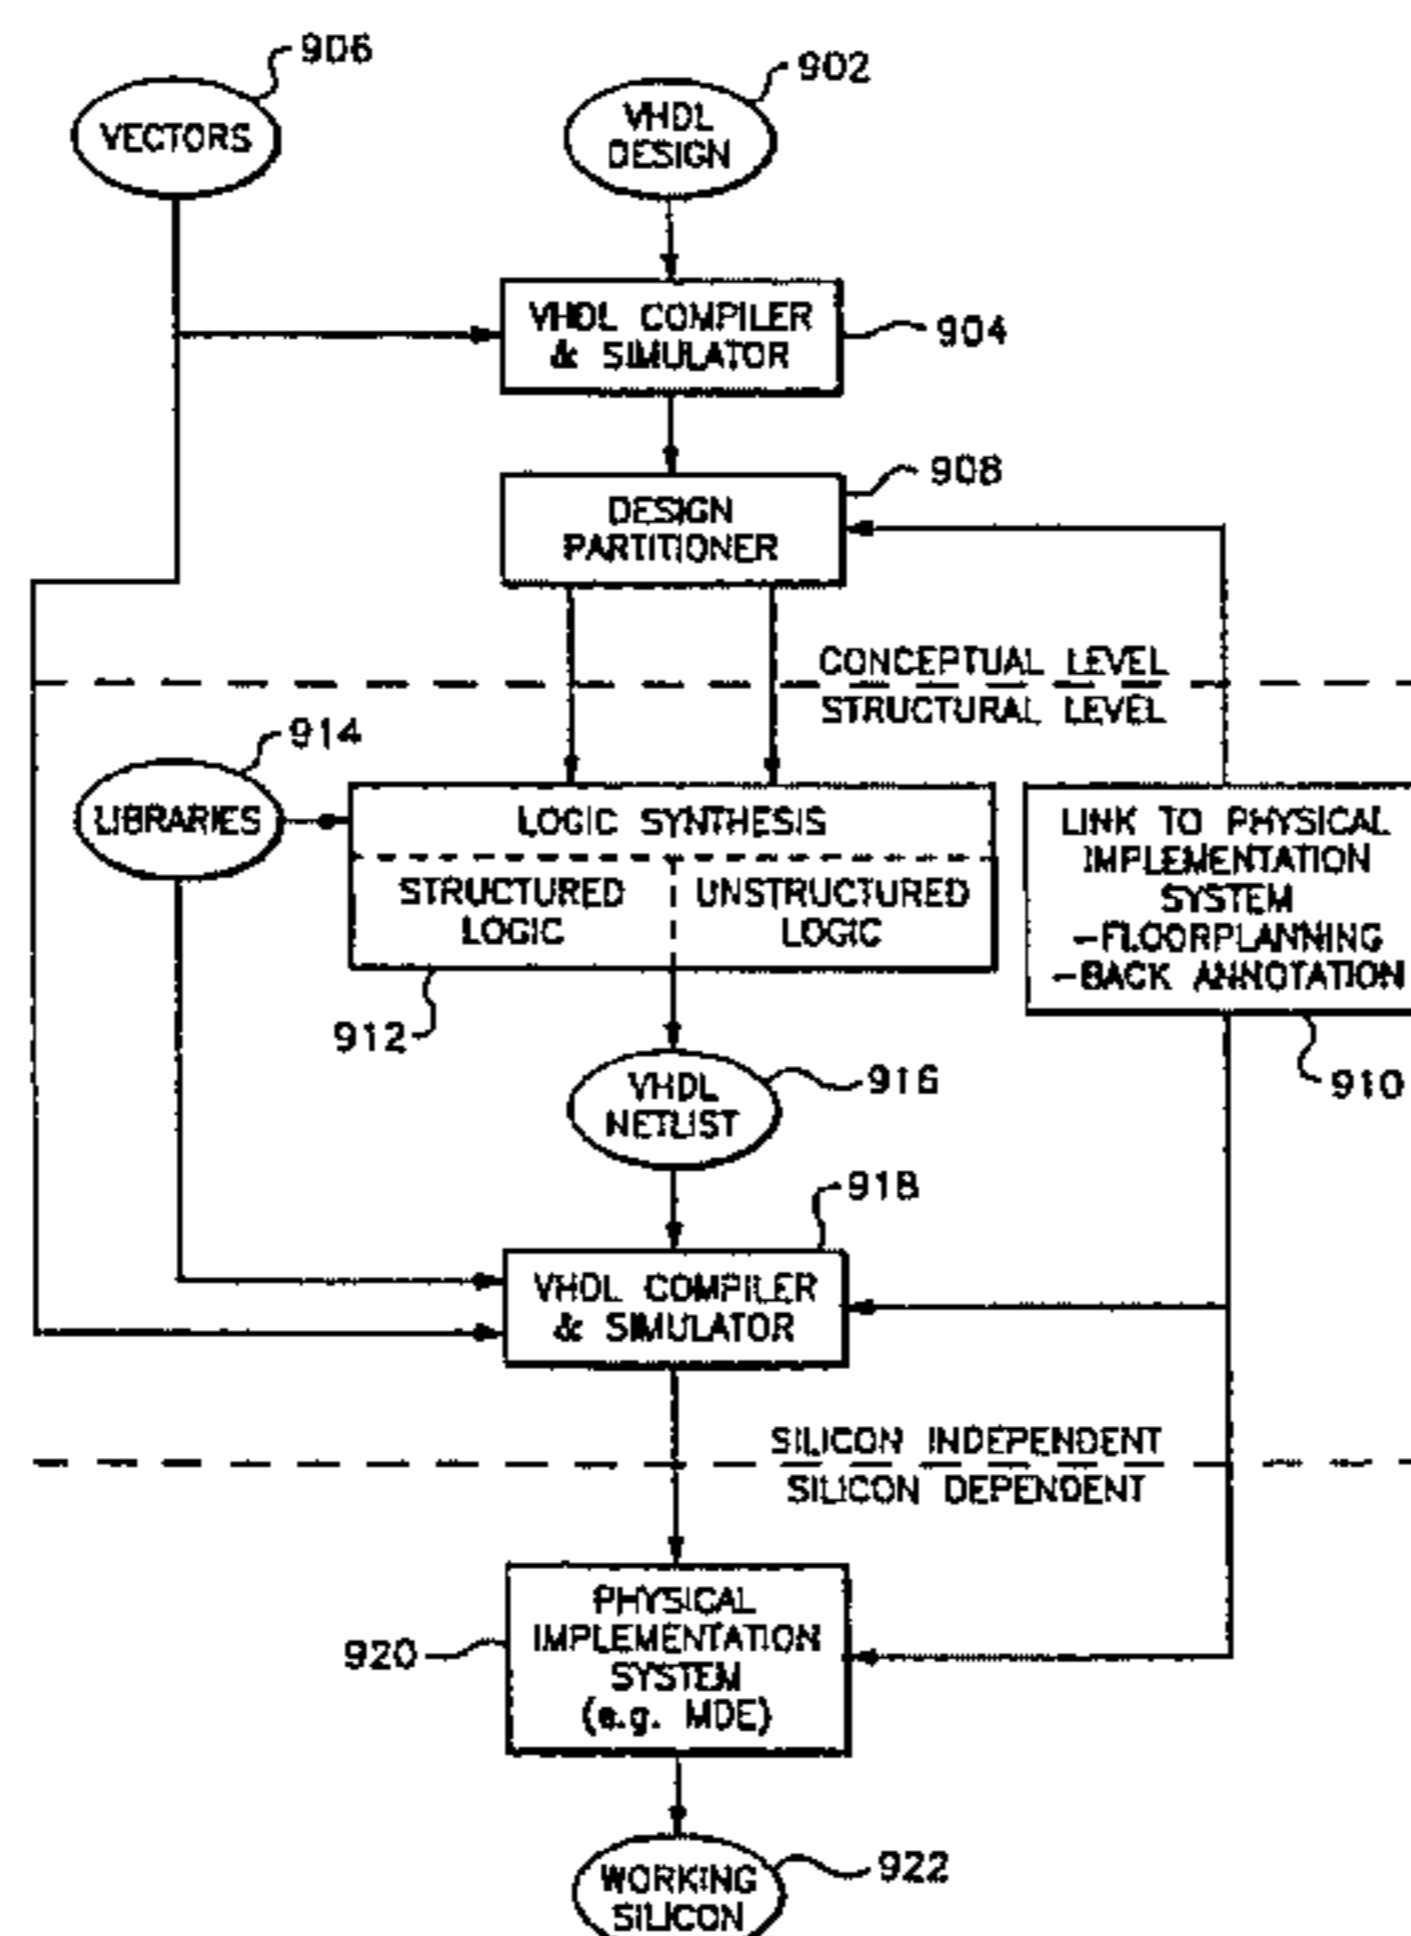 906
902
VECTORS
VHDL
DESIGN
VHDL COMPILER
& SIMULATOR
904
908
DESIGN
PARTITIONER
CONCEPTUAL LEVEL
STRUCTURAL LEVEL
914
LIBRARIES
LOGIC SYNTHESIS
STRUCTURED
LOGIC
UNSTRUCTURED
LOGIC
LINK TO PHYSICAL
IMPLEMENTATION
SYSTEM
-FLOORPLANNING
-BACK ANNOTATION
912
910
VHDL
NETLIST
916
918
VHDL COMPILER
& SIMULATOR
SILICON INDEPENDENT
SILICON DEPENDENT
PHYSICAL
IMPLEMENTATION
SYSTEM
(e.g. MDE)
920
922
WORKING
SILICON